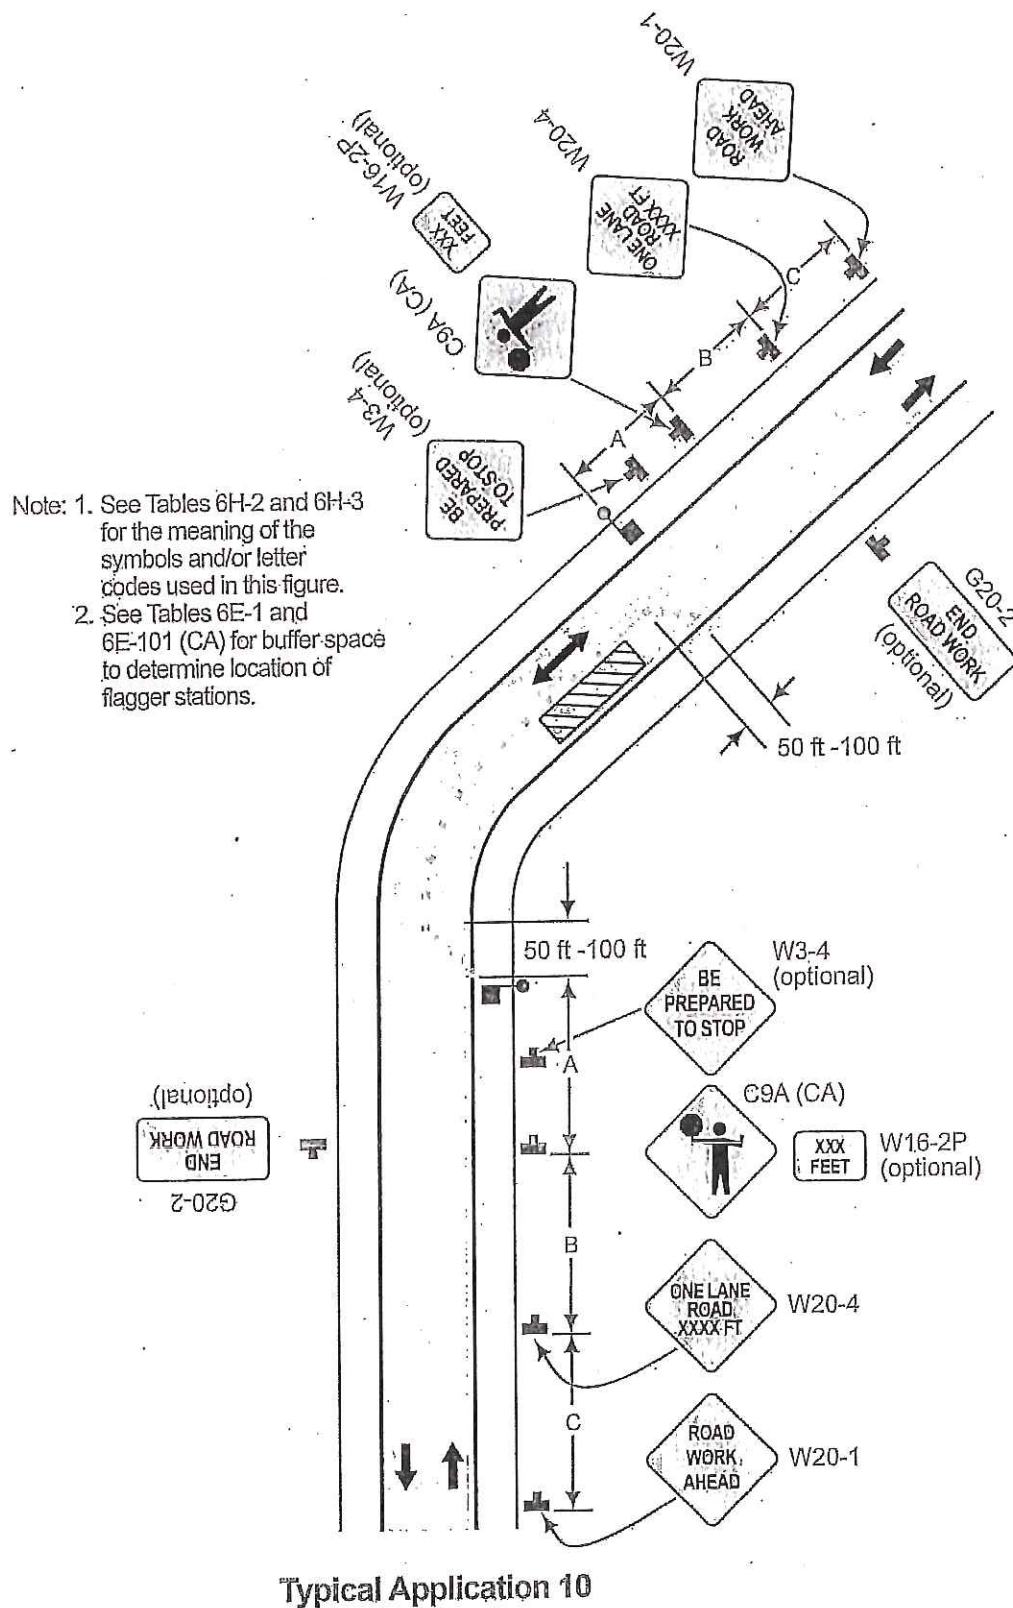 W20-1
ROAD
WORK
AHEAD
W20-4
ONE LANE
ROAD
XXXX FT
W16-2P
(optional)
XXX
FEET
C9A (CA)
W3-4
(optional)
BE
PREPARED
TO STOP
A
B
C
Note: 1. See Tables 6H-2 and 6H-3
for the meaning of the
symbols and/or letter
codes used in this figure.
2. See Tables 6E-1 and
6E-101 (CA) for buffer space
to determine location of
flagger stations.
G20-2
END
ROAD WORK
(optional)
50 ft -100 ft
50 ft -100 ft
W3-4
(optional)
BE
PREPARED
TO STOP
A
C9A (CA)
XXX
FEET
W16-2P
(optional)
G20-2
END
ROAD WORK
(optional)
B
ONE LANE
ROAD
XXXX FT
W20-4
C
ROAD
WORK
AHEAD
W20-1
Typical Application 10